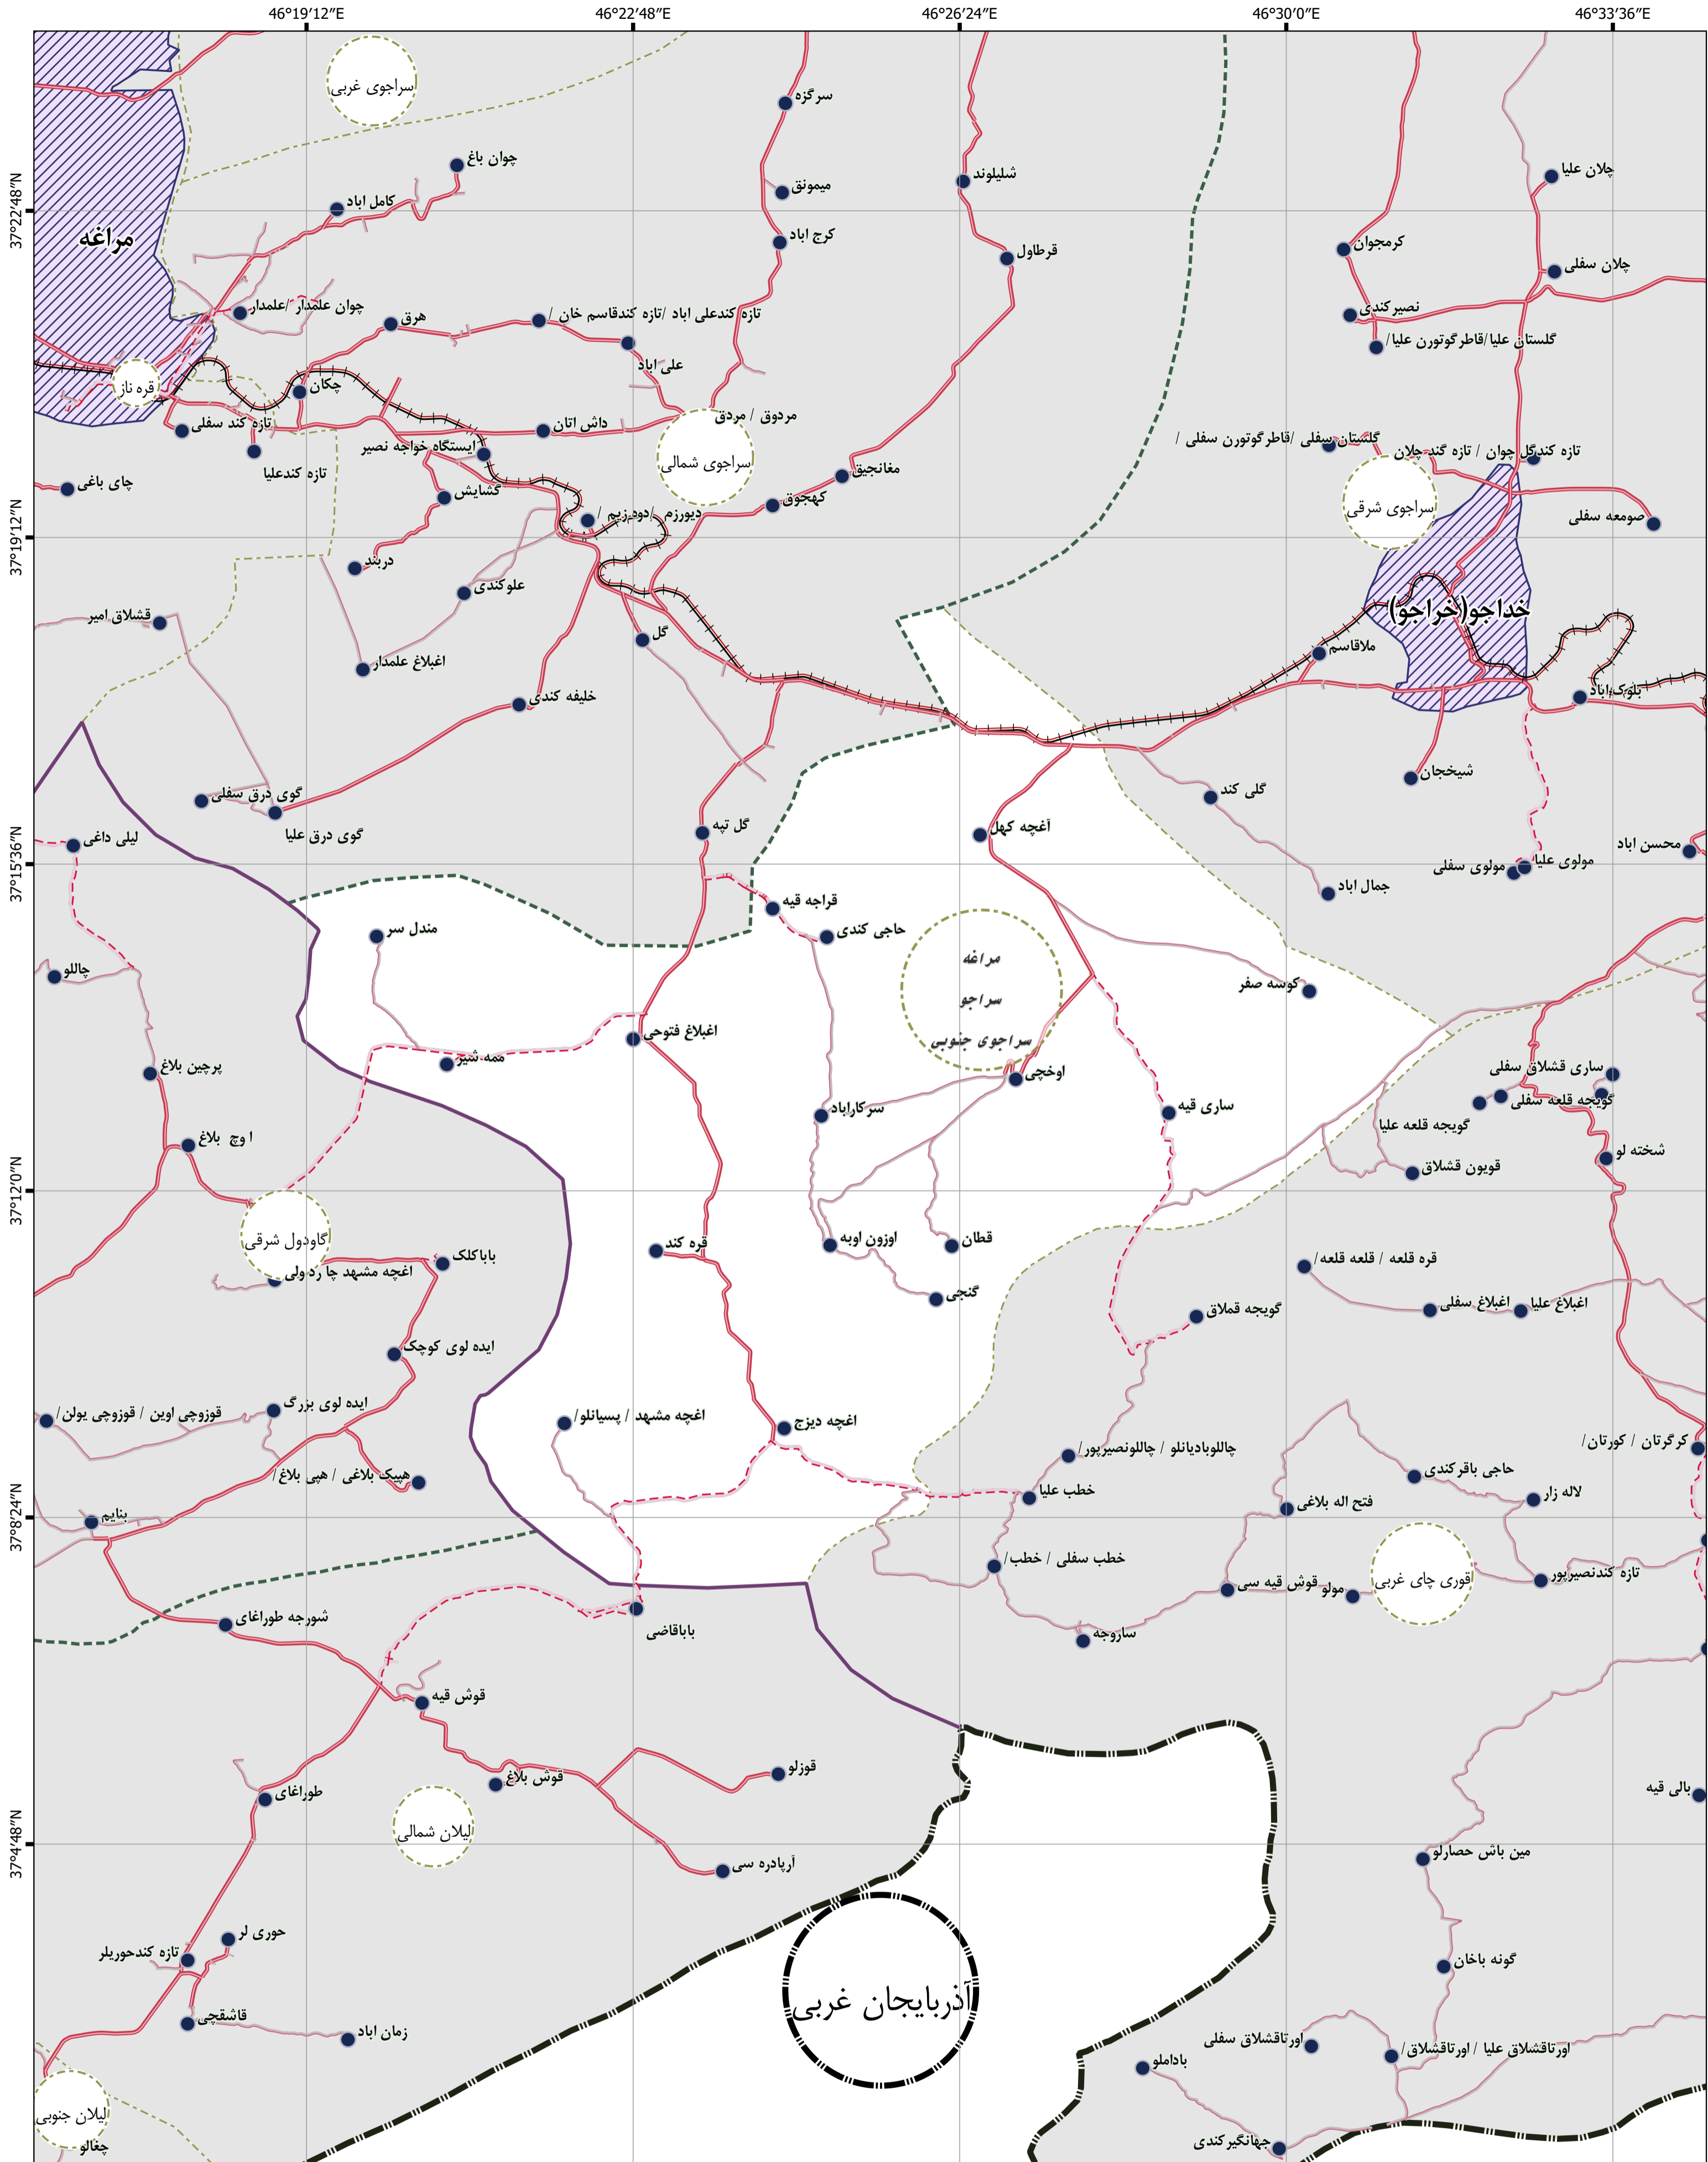 46°19'12"E
46°22'48"E
46°26'24"E
46°30'0"E
46°33'36"E
سراجوی غربی
سرگزه
چوان باغ
میمونق
شلیلوند
چلان علیا
کامل اباد
37°22'48"N
مراغه
کرج اباد
قرطاول
کرمجوان
چلان سفلی
چوان علمدار /علمدار
هرق
تازه کندعلی اباد /تازه کندقاسم خان /
نصیرکندی
گلستان علیا/قاطرگوتورن علیا/
علی اباد
قره ناز
چکان
مردوق / مردق
تازه کند سفلی
داش اتان
گلستان سفلی /قاطرگوتورن سفلی /
ایستگاه خواجه نصیر
تازه کندگل چوان / تازه گند چلان
سراجوی شمالی
تازه کندعلیا
مغانجیق
چای باغی
گشایش
کهجوق
سراجوی شرقی
دیورزم /دوه زیم /
صومعه سفلی
37°19'12"N
دربند
علوکندی
قشلاق امیر
خداجو(خراجو)
گل
ملاقاسم
اغبلاغ علمدار
خلیفه کندی
بلوک اباد
شیخجان
گوی درق سفلی
گلی کند
گوی درق علیا
گل تپه
آغچه کهل
لیلی داغی
محسن اباد
37°15'36"N
مولوی علیا
مولوی سفلی
جمال اباد
قراجه قیه
مندل سر
حاجی کندی
مراغه
سراجو
سراجوی جنوبی
چاللو
کوسه صفر
اغبلاغ فتوحی
ممه شیر
پرچین بلاغ
اوخچی
ساری قشلاق سفلی
سرکاراباد
ساری قیه
گویجه قلعه سفلی
گویجه قلعه علیا
ا وچ بلاغ
شخته لو
قویون قشلاق
37°12'0"N
گاودول شرقی
قره کند
اوزون اوبه
قطان
باباکلک
اغچه مشهد چا رد ولی
قره قلعه / قلعه قلعه/
گنجی
گویجه قملاق
اغبلاغ سفلی
اغبلاغ علیا
ایده لوی کوچک
ایده لوی بزرگ
قوزوچی اوین / قوزوچی یولن/
اغچه مشهد / پسیانلو/
اغچه دیزج
چاللوبادیانلو / چاللونصیرپور/
کرگرتان / کورتان/
هپیک بلاغی / هپی بلاغ/
حاجی باقرکندی
خطب علیا
لاله زار
فتح اله بلاغی
بنایم
37°8'24"N
خطب سفلی / خطب/
قوری چای غربی
تازه کندنصیرپور
قوش قیه سی
مولو
شورجه طوراغای
باباقاضی
ساروجه
قوش قیه
قوزلو
قوش بلاغ
طوراغای
بالی قیه
لیلان شمالی
37°4'48"N
آرپادره سی
مین باش حصارلو
حوری لر
تازه کندحوریلر
گونه باخان
آذربایجان غربی
قاشقچی
زمان اباد
اورتاقشلاق سفلی
اورتاقشلاق علیا / اورتاقشلاق/
باداملو
لیلان جنوبی
چغالو
جهانگیرکندی